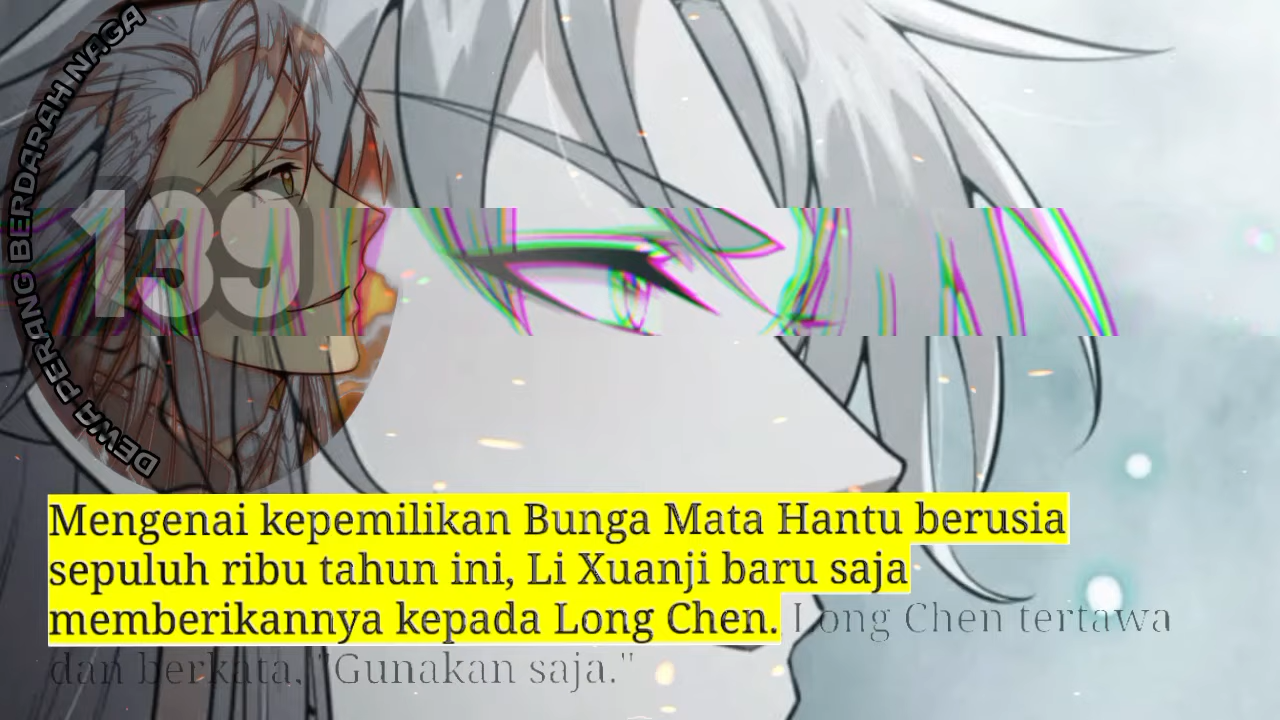 DEWA PERANG BERDARAH NAGA
139
Mengenai kepemilikan Bunga Mata Hantu berusia
sepuluh ribu tahun ini, Li Xuanji baru saja
memberikannya kepada Long Chen. Long Chen tertawa
dan berkata, "Gunakan saja."